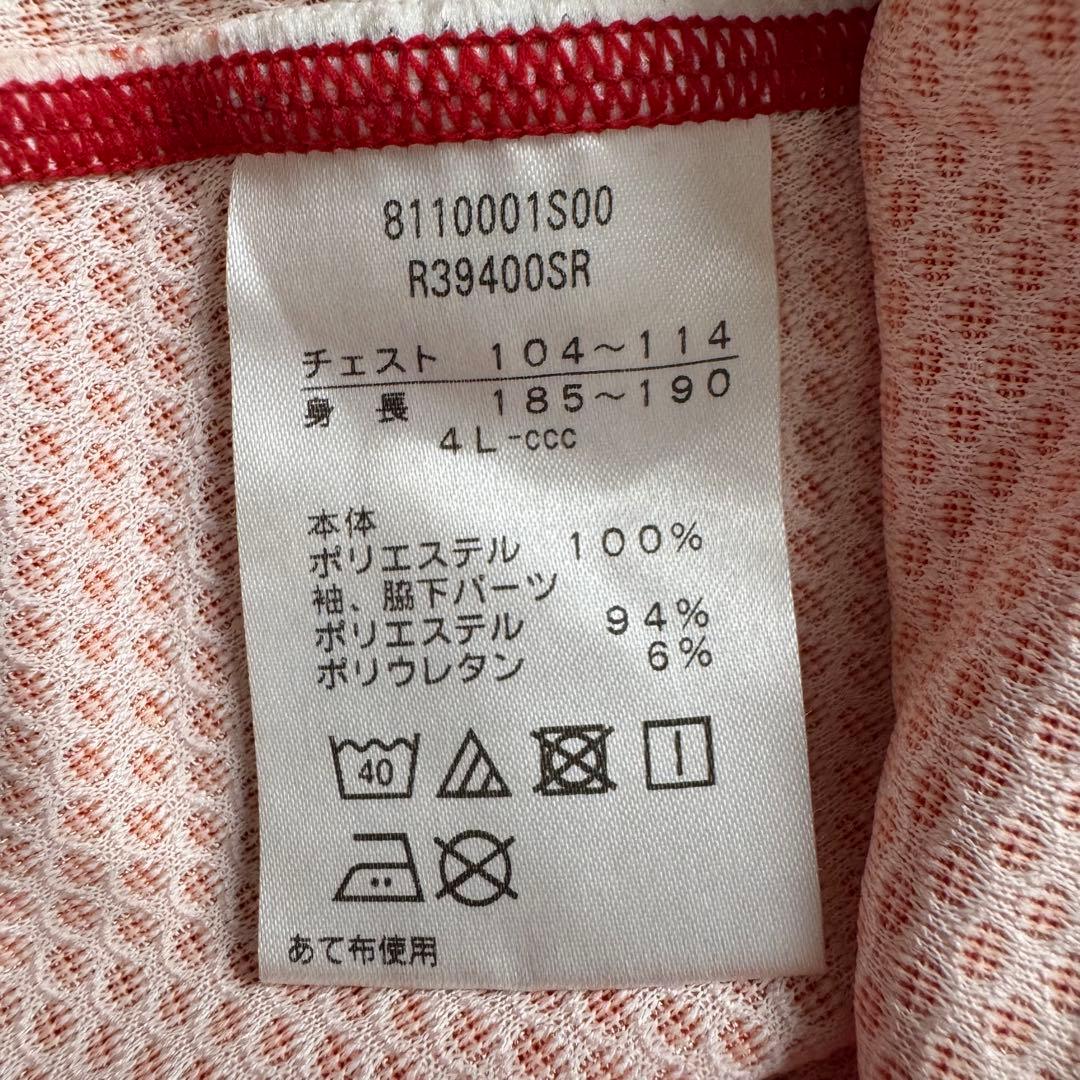 8110001S00
R39400SR
チェスト 104～114
身長 185～190
4L-ccc
本体
ポリエステル 100%
袖、脇下パーツ
ポリエステル 94%
ポリウレタン 6%
40
あて布使用